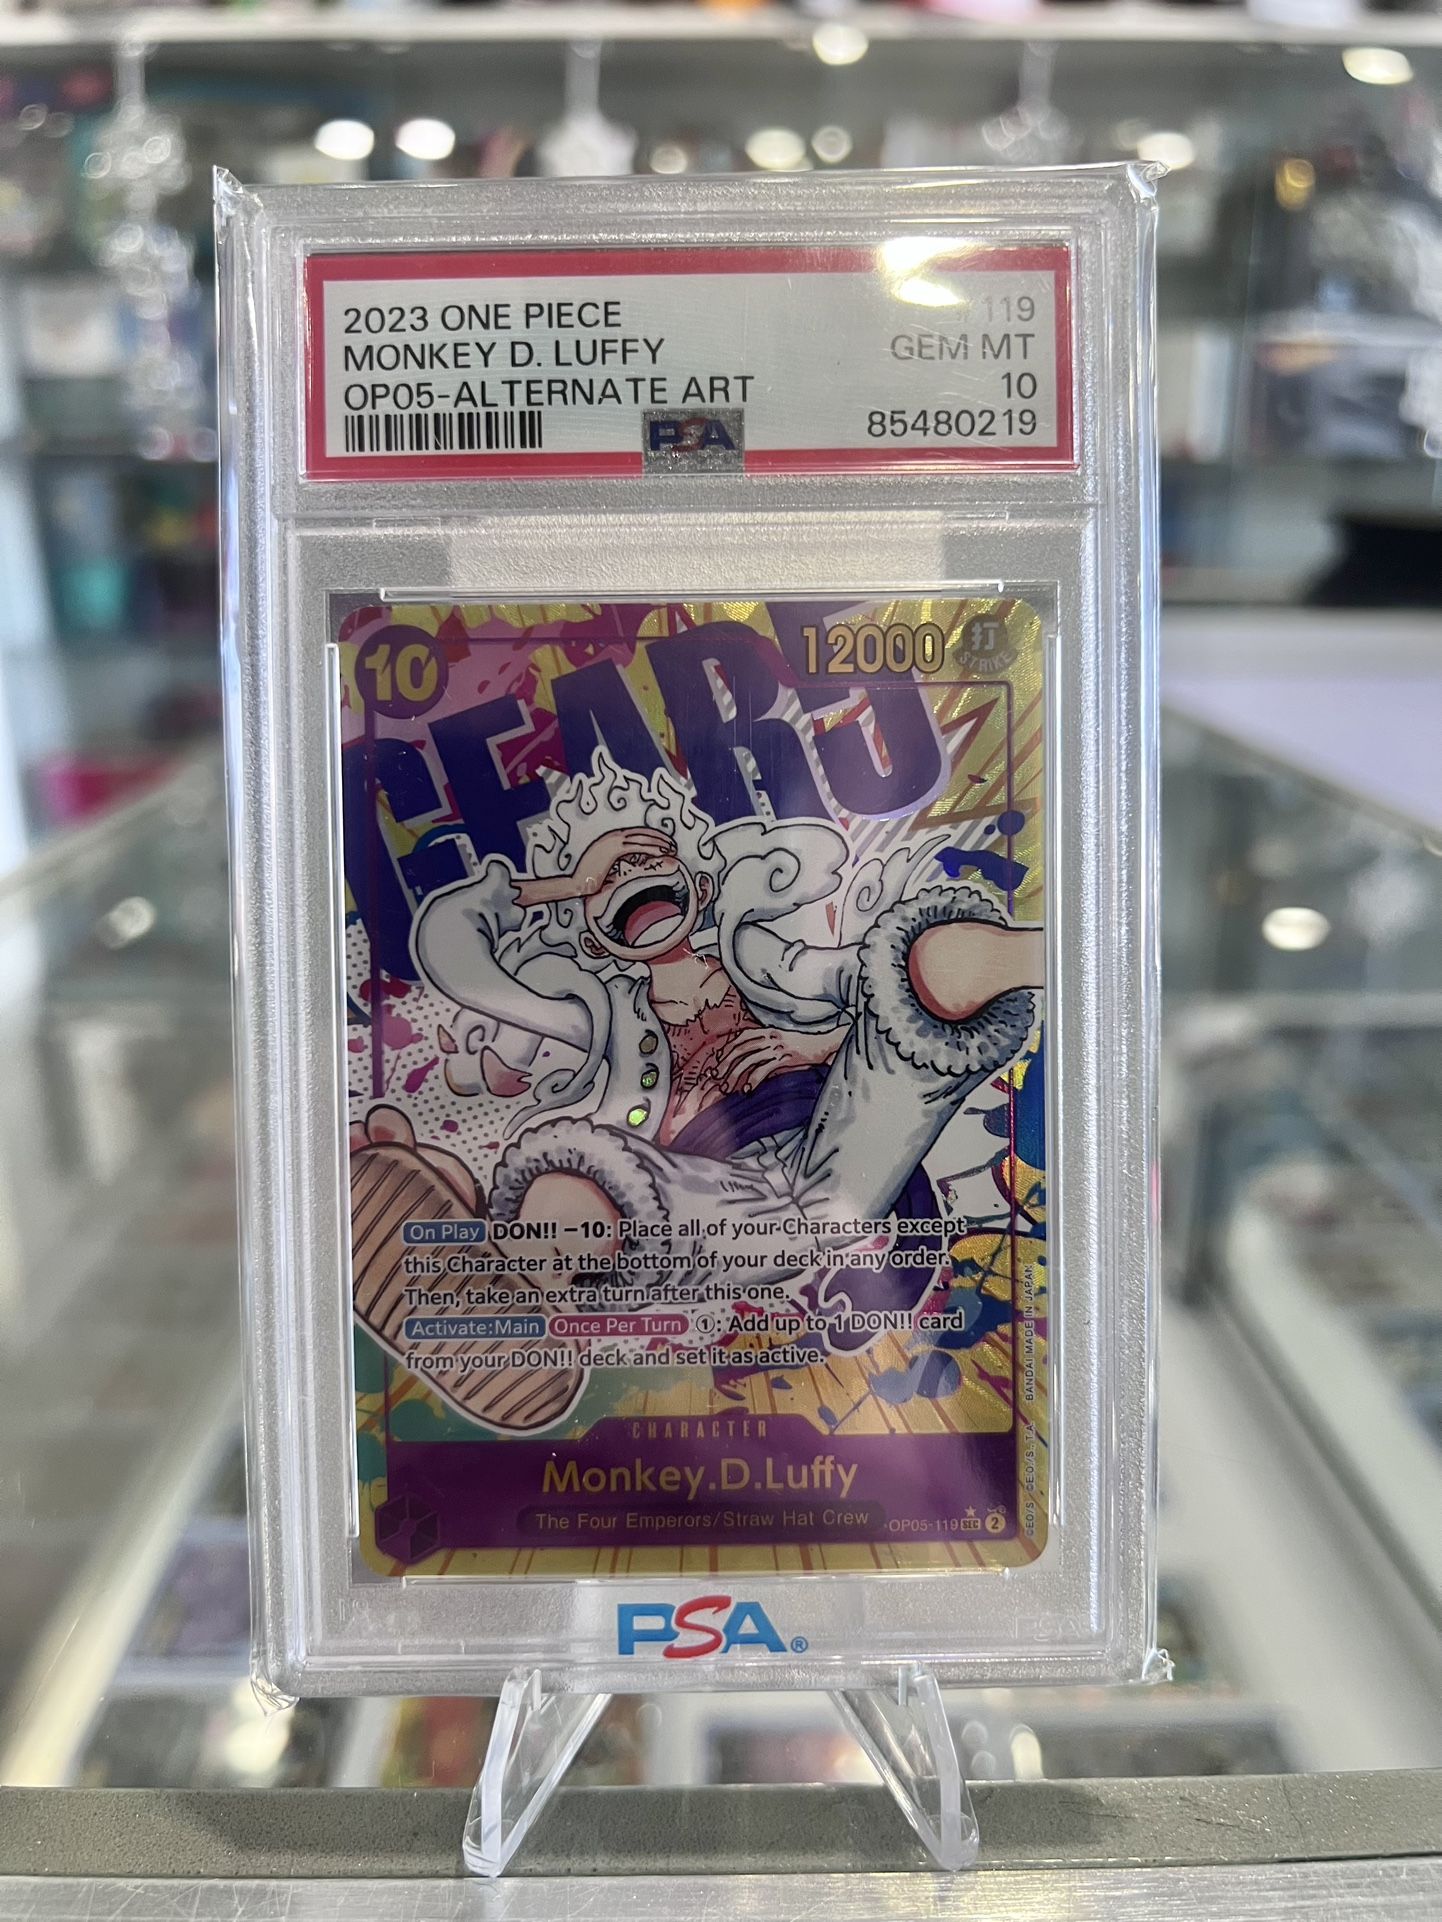 2023 ONE PIECE #119
MONKEY D. LUFFY GEM MT
OP05-ALTERNATE ART 10
PSA 85480219
10 12000 打
STRIKE
GEAR5
On Play DON!! −10: Place all of your Characters except
this Character at the bottom of your deck in any order.
Then, take an extra turn after this one.
Activate:Main Once Per Turn ①: Add up to 1 DON!! card
from your DON!! deck and set it as active.
CHARACTER
Monkey.D.Luffy
The Four Emperors/Straw Hat Crew OP05-119 SEC 2
©E.O/S. ©E.O./S.,T.A. BANDAI MADE IN JAPAN
PSA®